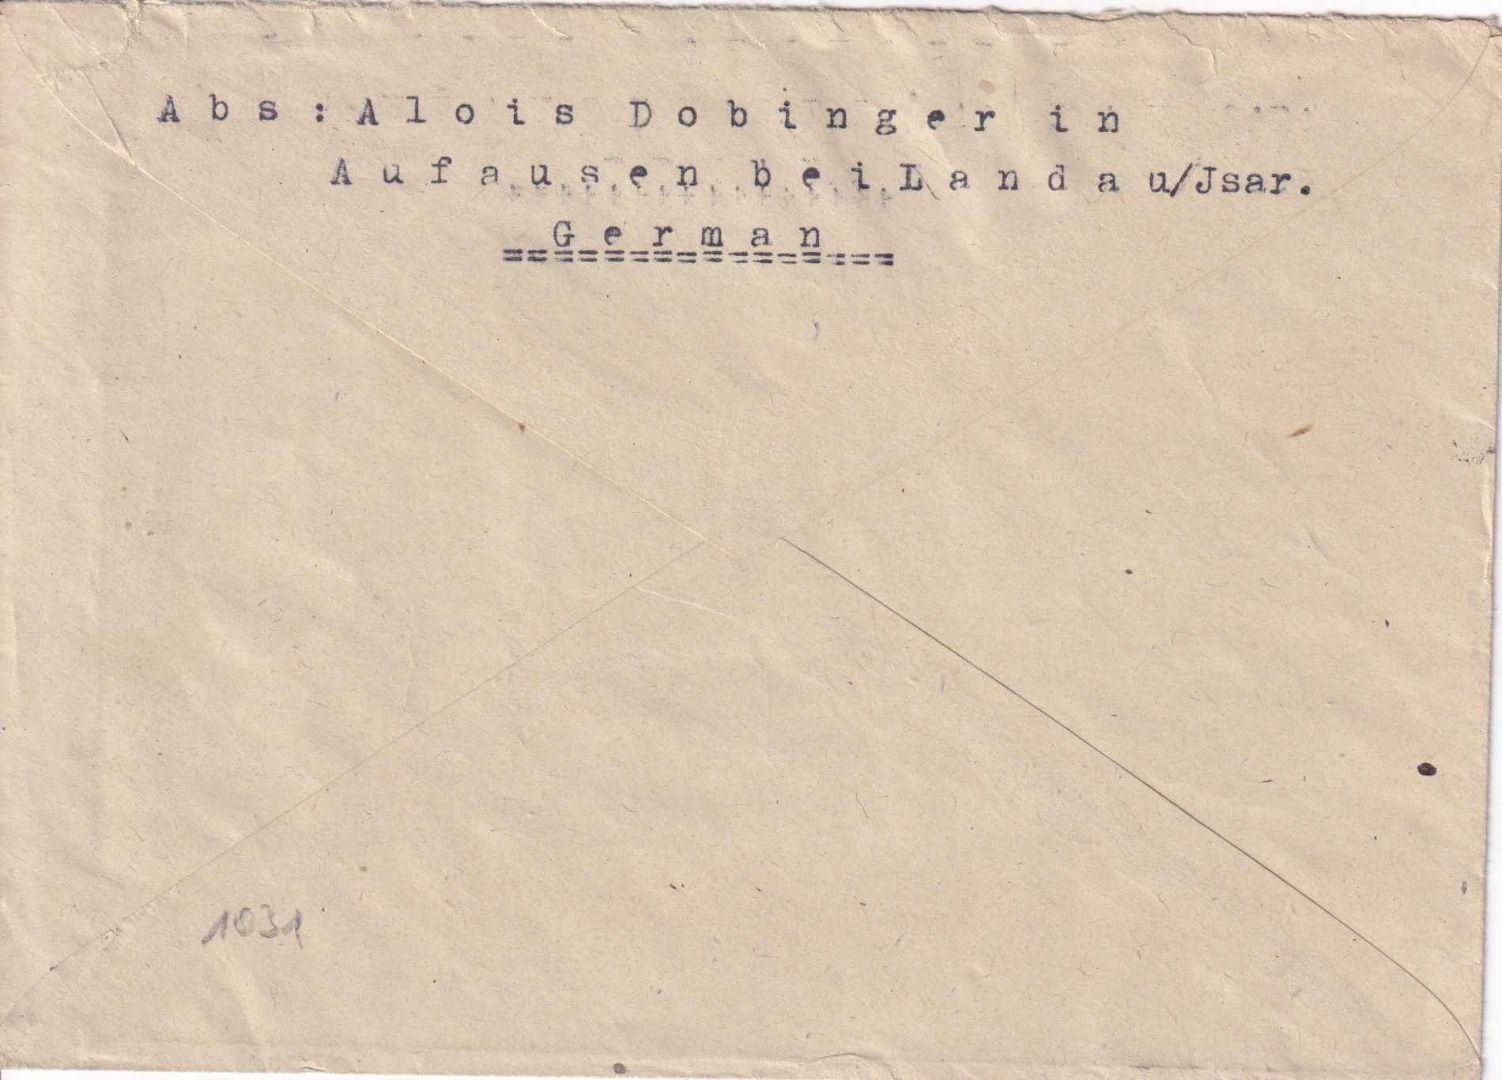 Abs: Alois Dobinger in
Aufausen bei Landau/Jsar.
German
===============
1031